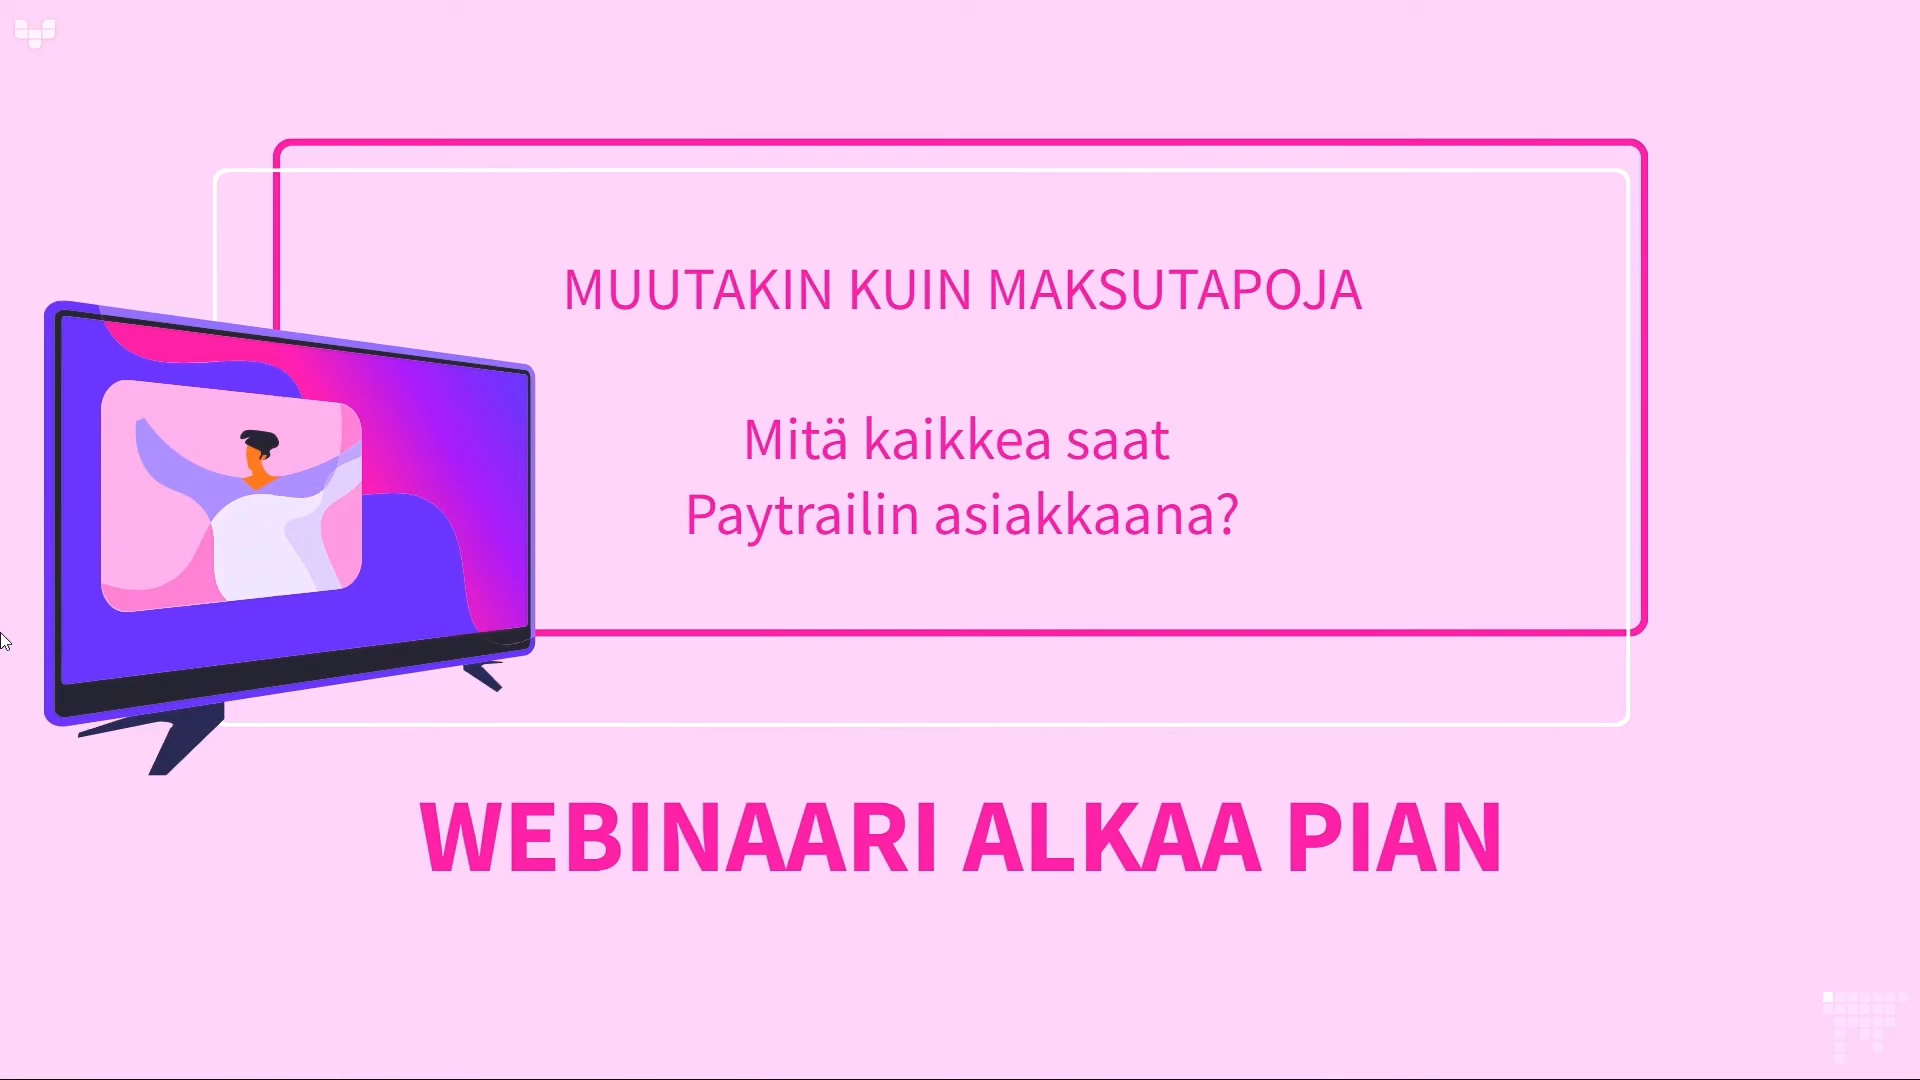 MUUTAKIN KUIN MAKSUTAPOJA
Mitä kaikkea saat
Paytrailin asiakkaana?
WEBINAARI ALKAA PIAN